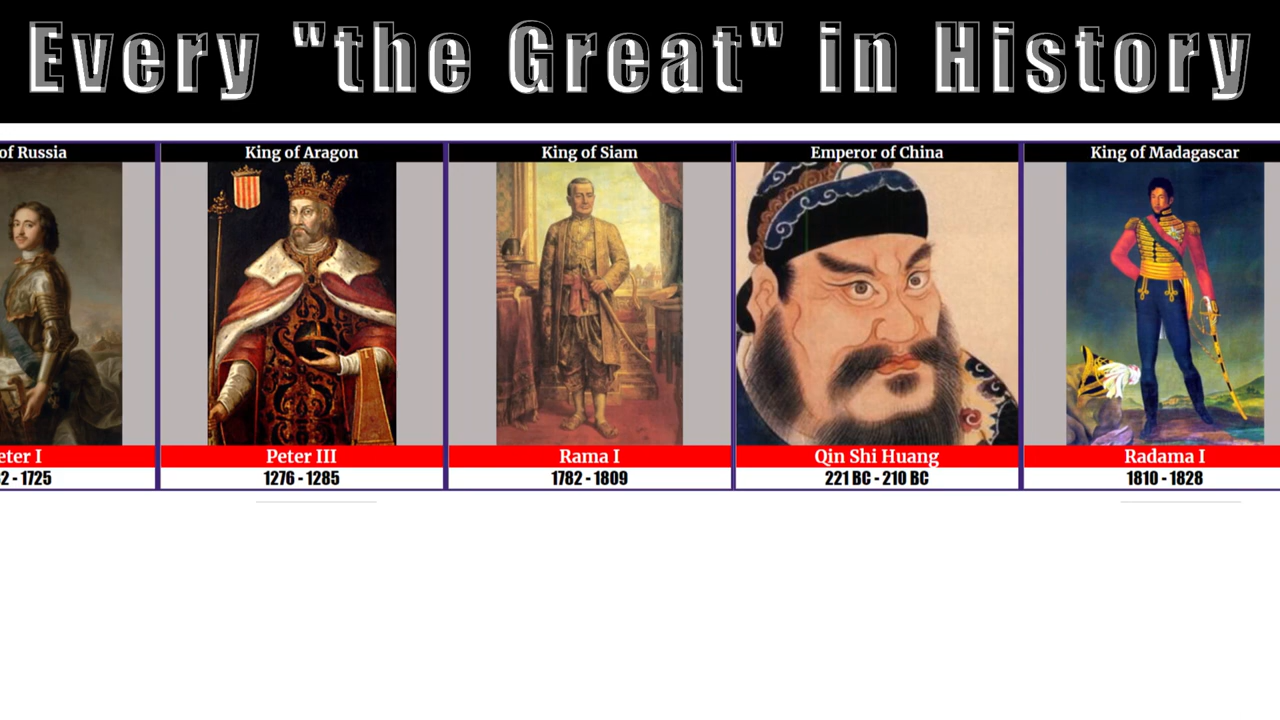 Every "the Great" in History
of Russia
King of Aragon
King of Siam
Emperor of China
King of Madagascar
eter I
Peter III
Rama I
Qin Shi Huang
Radama I
2 - 1725
1276 - 1285
1782 - 1809
221 BC - 210 BC
1810 - 1828